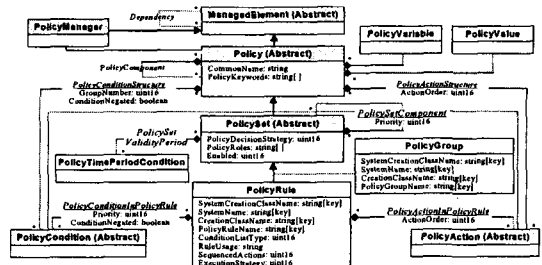 Dependency
ManagedElement (Abstract)
PolicyManager
PolicyVariable
PolicyValue
Policy (Abstract)
CommonName: string
PolicyKeywords: string[ ]
PolicyComponent
PolicyConditionStructure
GroupNumber: uint16
ConditionNegated: boolean
PolicyActionStructure
ActionOrder: uint16
PolicySetComponent
Priority: uint16
PolicySet (Abstract)
PolicyDecisionStrategy: uint16
PolicyRoles: string[ ]
Enabled: uint16
PolicySet
ValidityPeriod
PolicyTimePeriodCondition
PolicyGroup
SystemCreationClassName: string[key]
SystemName: string[key]
CreationClassName: string[key]
PolicyGroupName: string[key]
PolicyRule
SystemCreationClassName: string[key]
SystemName: string[key]
CreationClassName: string[key]
PolicyRuleName: string[key]
ConditionListType: uint16
RuleUsage: string
SequencedActions: uint16
ExecutionStrategy: uint16
PolicyConditionInPolicyRule
Priority: uint16
ConditionNegated: boolean
PolicyActionInPolicyRule
ActionOrder: uint16
PolicyCondition (Abstract)
PolicyAction (Abstract)